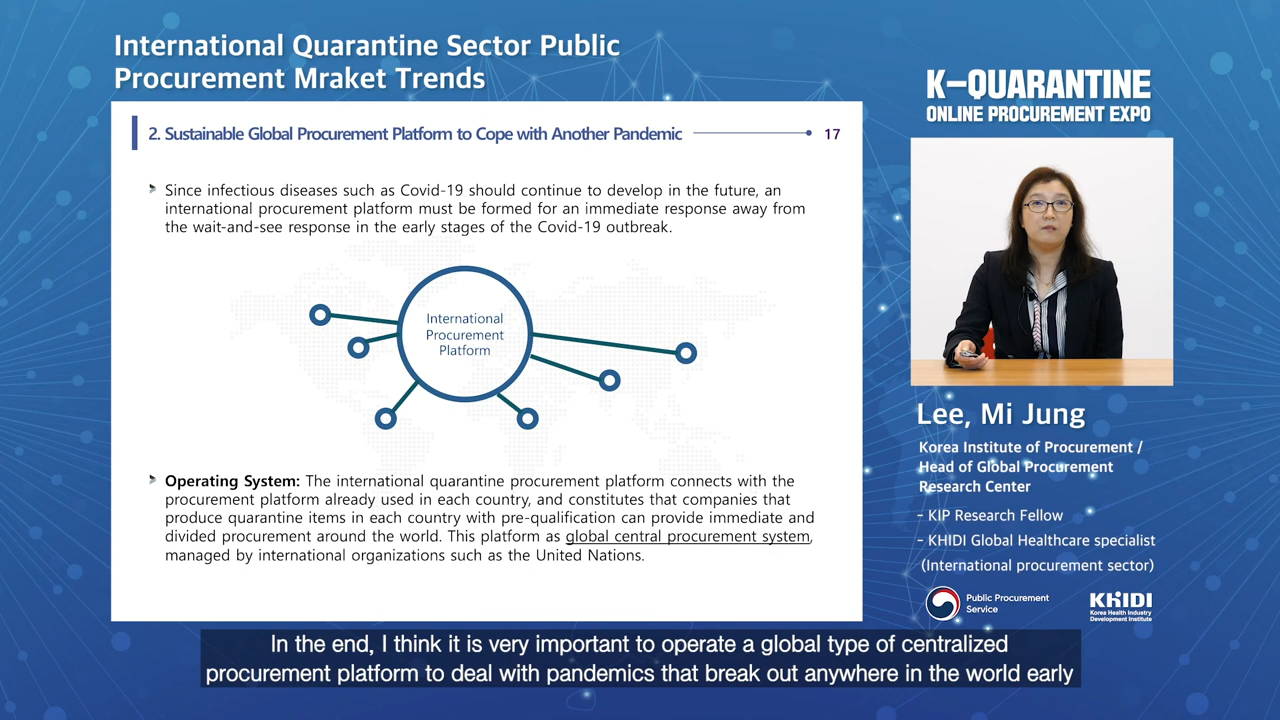 International Quarantine Sector Public
Procurement Mraket Trends
K-QUARANTINE
ONLINE PROCUREMENT EXPO
2. Sustainable Global Procurement Platform to Cope with Another Pandemic
17
Since infectious diseases such as Covid-19 should continue to develop in the future, an
international procurement platform must be formed for an immediate response away from
the wait-and-see response in the early stages of the Covid-19 outbreak.
International
Procurement
Platform
Operating System: The international quarantine procurement platform connects with the
procurement platform already used in each country, and constitutes that companies that
produce quarantine items in each country with pre-qualification can provide immediate and
divided procurement around the world. This platform as global central procurement system,
managed by international organizations such as the United Nations.
Lee, Mi Jung
Korea Institute of Procurement /
Head of Global Procurement
Research Center
- KIP Research Fellow
- KHIDI Global Healthcare specialist
(International procurement sector)
Public Procurement
Service
KHIDI
Korea Health Industry
Development Institute
In the end, I think it is very important to operate a global type of centralized
procurement platform to deal with pandemics that break out anywhere in the world early